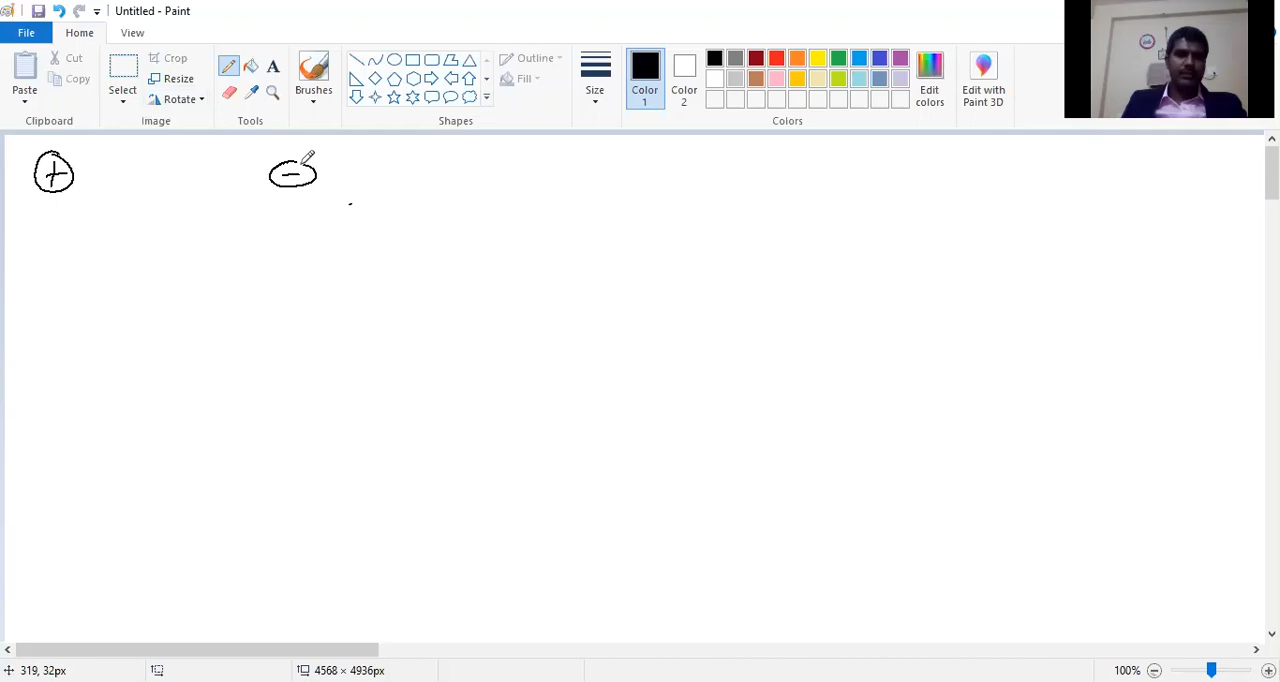 Untitled - Paint
File Home View
Cut
Copy
Paste
Clipboard
Crop
Resize
Rotate
Select
Image
Tools
Brushes
Outline
Fill
Shapes
Size
Color 1
Color 2
Edit colors
Edit with Paint 3D
Colors
+ -
319, 32px 4568 × 4936px 100%